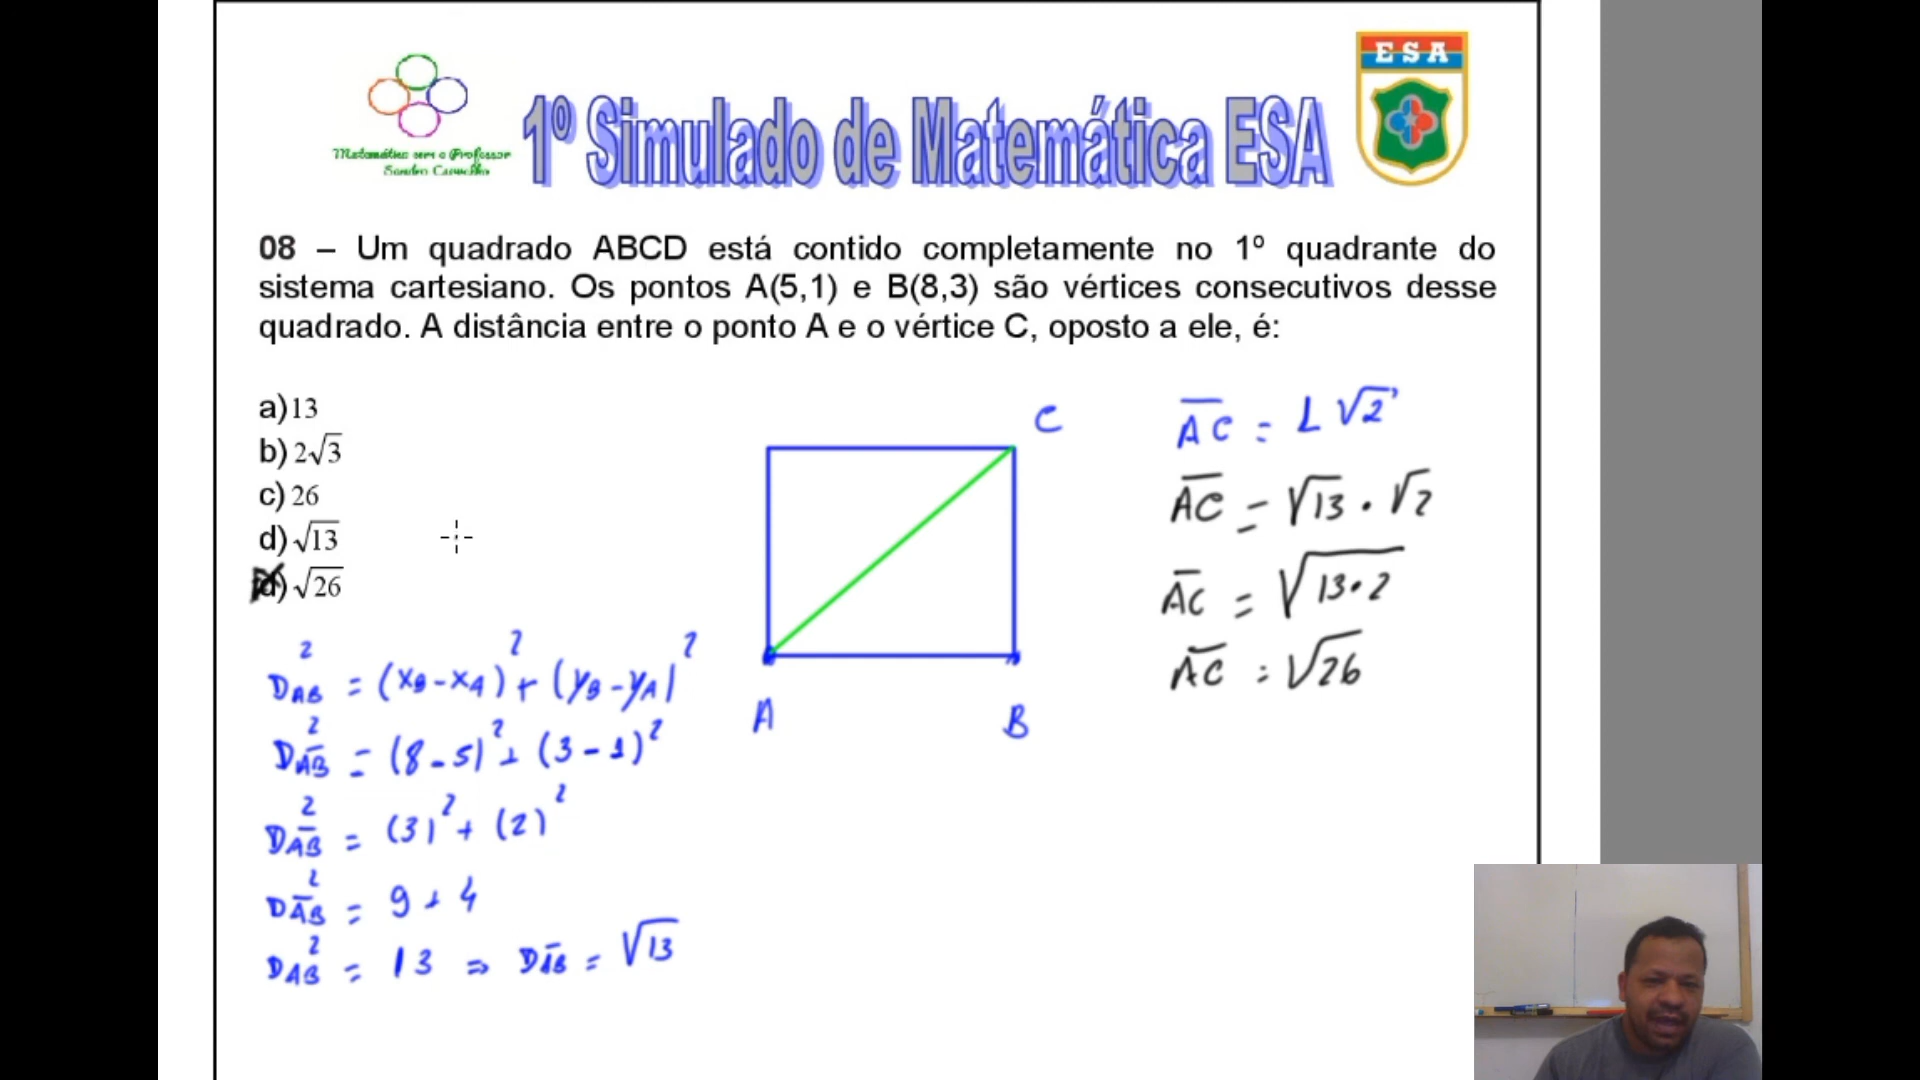 Matemática com o Professor
Sandro Carvalho
1º Simulado de Matemática ESA
ESA
08 – Um quadrado ABCD está contido completamente no 1º quadrante do
sistema cartesiano. Os pontos A(5,1) e B(8,3) são vértices consecutivos desse
quadrado. A distância entre o ponto A e o vértice C, oposto a ele, é:
a) 13
b) 2√3
c) 26
d) √13
d) √26
D²AB = (xB - xA)² + (yB - yA)²
D²AB = (8 - 5)² + (3 - 1)²
D²AB = (3)² + (2)²
D²AB = 9 + 4
D²AB = 13 ⇒ DAB = √13
C
A
B
AC = L√2
AC = √13 · √2
AC = √13·2
AC = √26